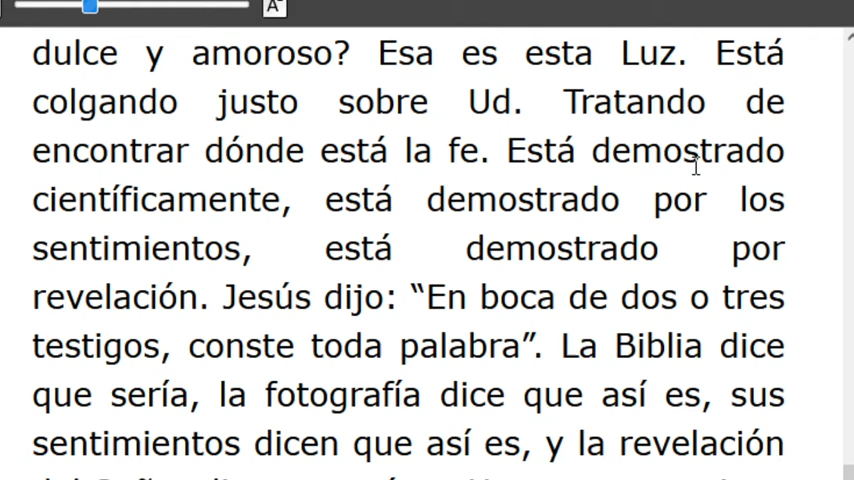 A
dulce y amoroso? Esa es esta Luz. Está
colgando justo sobre Ud. Tratando de
encontrar dónde está la fe. Está demostrado
científicamente, está demostrado por los
sentimientos, está demostrado por
revelación. Jesús dijo: “En boca de dos o tres
testigos, conste toda palabra”. La Biblia dice
que sería, la fotografía dice que así es, sus
sentimientos dicen que así es, y la revelación